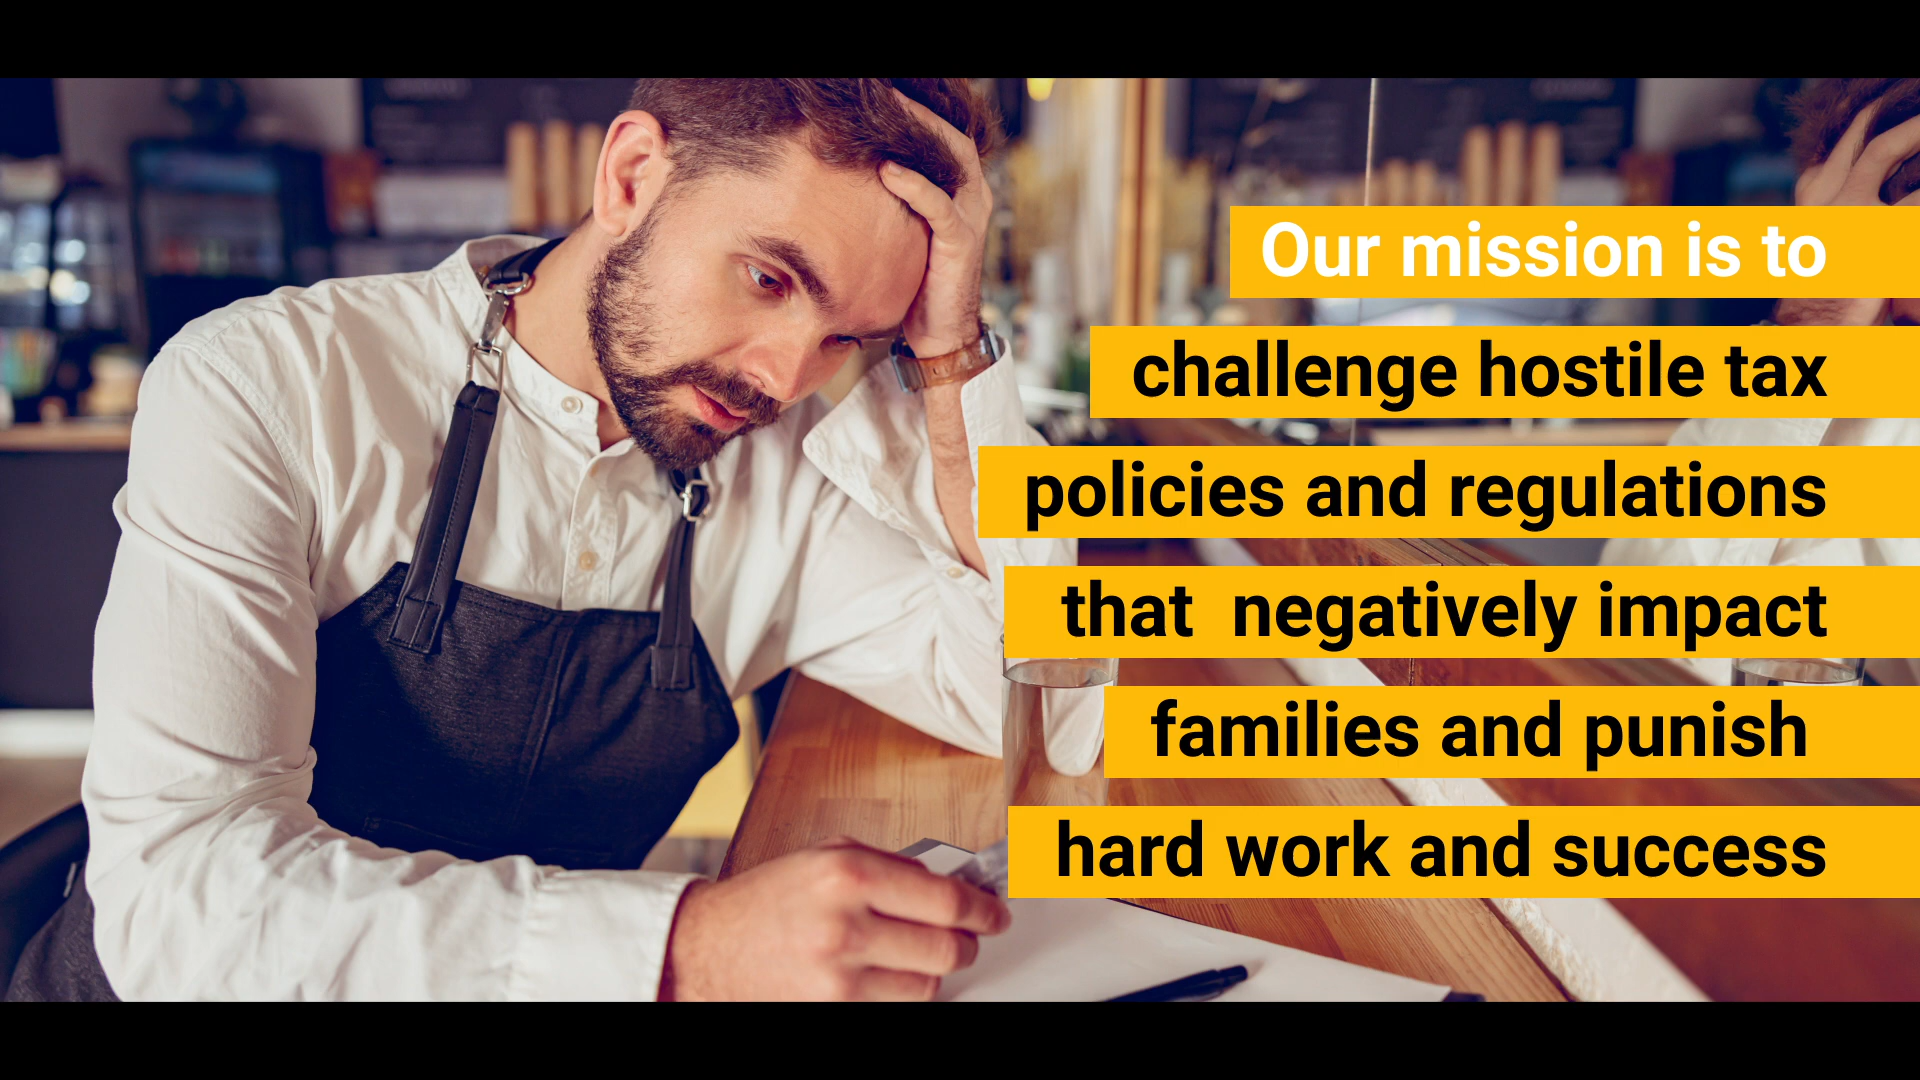 Our mission is to
challenge hostile tax
policies and regulations
that  negatively impact
families and punish
hard work and success